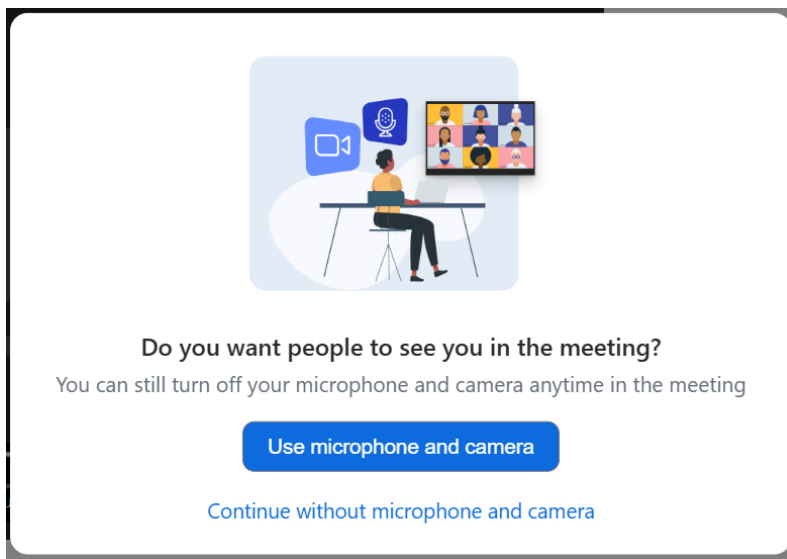 Do you want people to see you in the meeting?
You can still turn off your microphone and camera anytime in the meeting
Use microphone and camera
Continue without microphone and camera